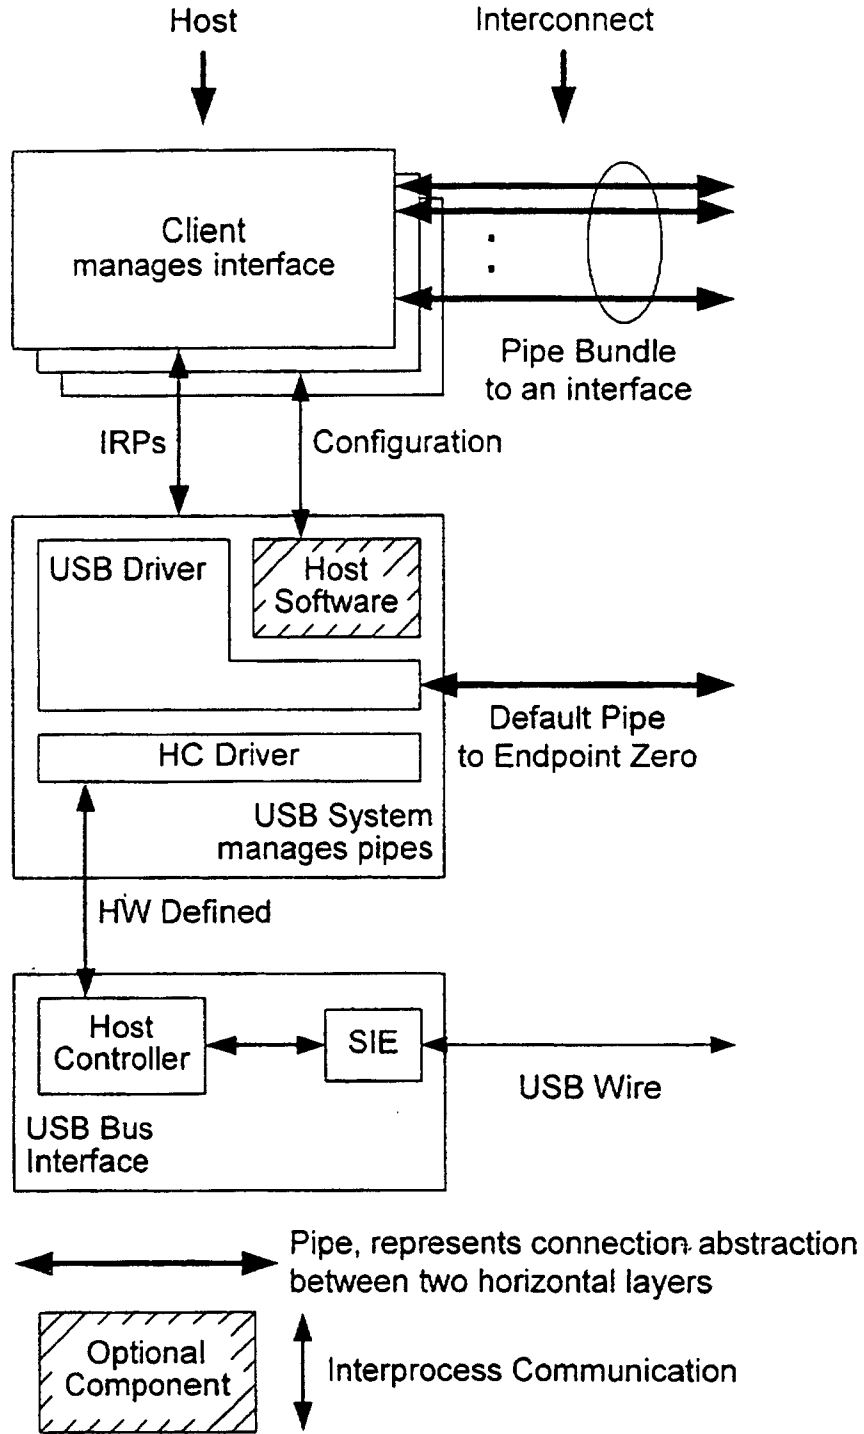 Host
Interconnect
Client
manages interface
Pipe Bundle
to an interface
IRPs
Configuration
USB Driver
Host
Software
Default Pipe
to Endpoint Zero
HC Driver
USB System
manages pipes
HW Defined
Host
Controller
SIE
USB Wire
USB Bus
Interface
Pipe, represents connection abstraction
between two horizontal layers
Optional
Component
Interprocess Communication